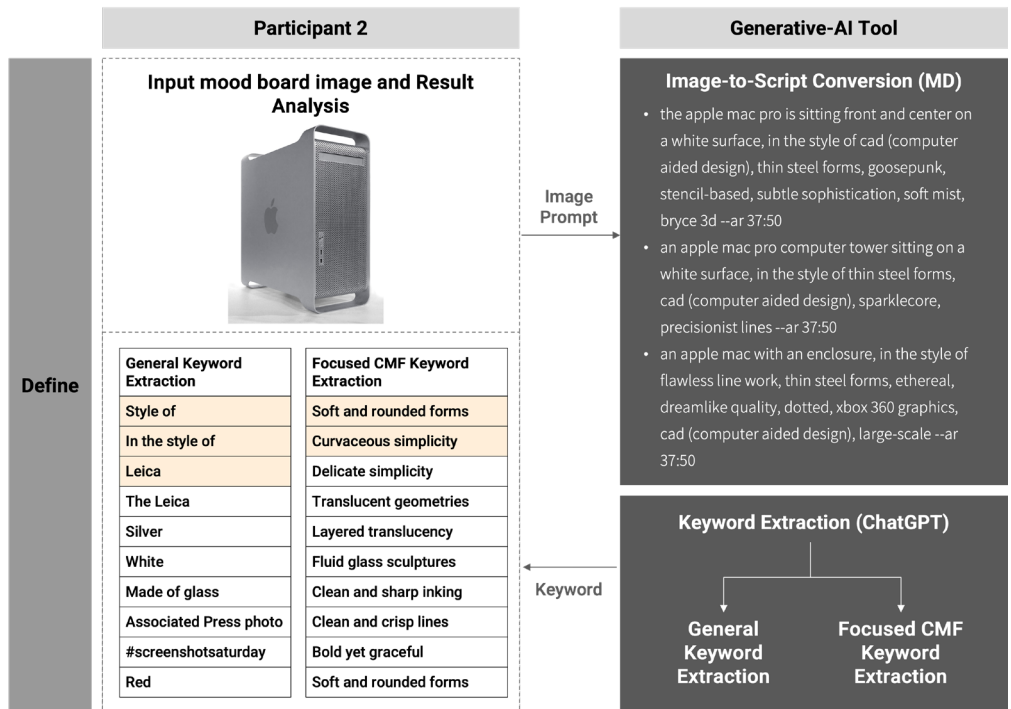 Participant 2
Generative-AI Tool
Define
Input mood board image and Result
Analysis
Image
Prompt
Image-to-Script Conversion (MD)
• the apple mac pro is sitting front and center on
a white surface, in the style of cad (computer
aided design), thin steel forms, goosepunk,
stencil-based, subtle sophistication, soft mist,
bryce 3d --ar 37:50
• an apple mac pro computer tower sitting on a
white surface, in the style of thin steel forms,
cad (computer aided design), sparklecore,
precisionist lines --ar 37:50
• an apple mac with an enclosure, in the style of
flawless line work, thin steel forms, ethereal,
dreamlike quality, dotted, xbox 360 graphics,
cad (computer aided design), large-scale --ar
37:50
General Keyword
Extraction
Style of
In the style of
Leica
The Leica
Silver
White
Made of glass
Associated Press photo
#screenshotsaturday
Red
Focused CMF Keyword
Extraction
Soft and rounded forms
Curvaceous simplicity
Delicate simplicity
Translucent geometries
Layered translucency
Fluid glass sculptures
Clean and sharp inking
Clean and crisp lines
Bold yet graceful
Soft and rounded forms
Keyword
Keyword Extraction (ChatGPT)
General
Keyword
Extraction
Focused CMF
Keyword
Extraction